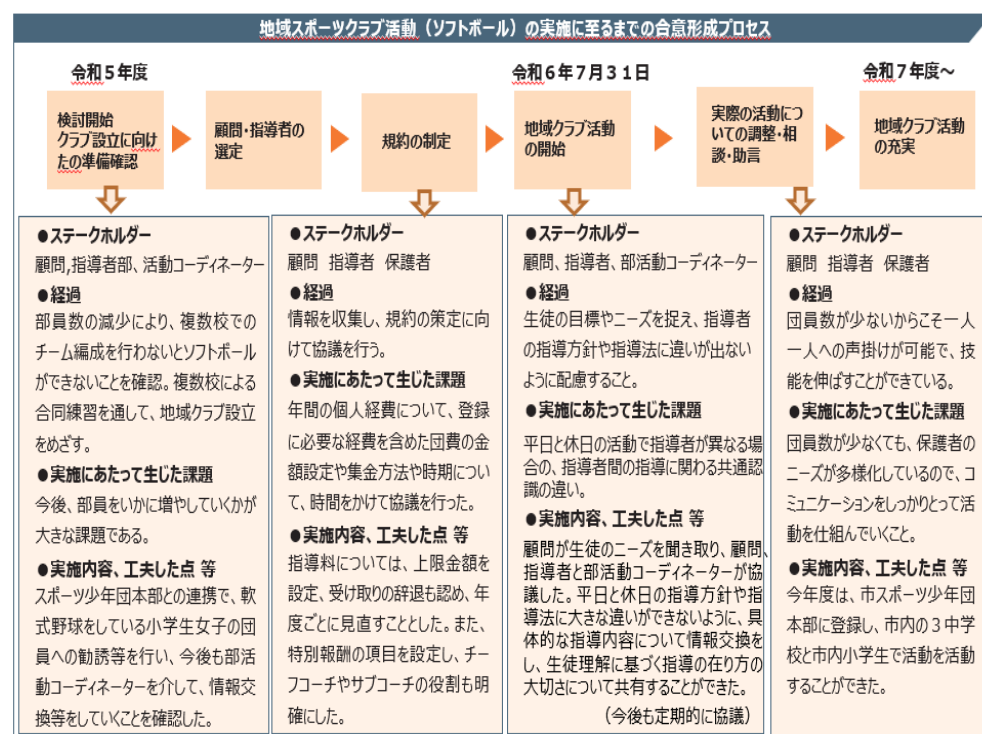 地域スポーツクラブ活動（ソフトボール）の実施に至るまでの合意形成プロセス
令和５年度
令和６年７月３１日
令和７年度～
検討開始
クラブ設立に向け
たの準備確認
顧問・指導者の
選定
規約の制定
地域クラブ活動
の開始
実際の活動につ
いての調整・相
談・助言
地域クラブ活動
の充実
●ステークホルダー
顧問,指導者部、活動コーディネーター
●経過
部員数の減少により、複数校での
チーム編成を行わないとソフトボール
ができないことを確認。複数校による
合同練習を通して、地域クラブ設立
をめざす。
●実施にあたって生じた課題
今後、部員をいかに増やしていくかが
大きな課題である。
●実施内容、工夫した点 等
スポーツ少年団本部との連携で、軟
式野球をしている小学生女子の団
員への勧誘等を行い、今後も部活
動コーディネーターを介して、情報交
換等をしていくことを確認した。
●ステークホルダー
顧問 指導者 保護者
●経過
情報を収集し、規約の策定に向
けて協議を行う。
●実施にあたって生じた課題
年間の個人経費について、登録
に必要な経費を含めた団費の金
額設定や集金方法や時期につい
て、時間をかけて協議を行った。
●実施内容、工夫した点 等
指導料については、上限金額を
設定、受け取りの辞退も認め、年
度ごとに見直すこととした。また、
特別報酬の項目を設定し、チー
フコーチやサブコーチの役割も明
確にした。
●ステークホルダー
顧問、指導者、部活動コーディネーター
●経過
生徒の目標やニーズを捉え、指導者
の指導方針や指導法に違いが出ない
ように配慮すること。
●実施にあたって生じた課題
平日と休日の活動で指導者が異なる場
合の、指導者間の指導に関わる共通認
識の違い。
●実施内容、工夫した点 等
顧問が生徒のニーズを聞き取り、顧問、
指導者と部活動コーディネーターが協
議した。平日と休日の指導方針や指
導法に大きな違いができないように、具
体的な指導内容について情報交換を
し、生徒理解に基づく指導の在り方の
大切さについて共有することができた。
（今後も定期的に協議）
●ステークホルダー
顧問 指導者 保護者
●経過
団員数が少ないからこそ一人
一人への声掛けが可能で、技
能を伸ばすことができている。
●実施にあたって生じた課題
団員数が少なくても、保護者の
ニーズが多様化しているので、コ
ミュニケーションをしっかりとって活
動を仕組んでいくこと。
●実施内容、工夫した点 等
今年度は、市スポーツ少年団
本部に登録し、市内の３中学
校と市内小学生で活動を活動
することができた。